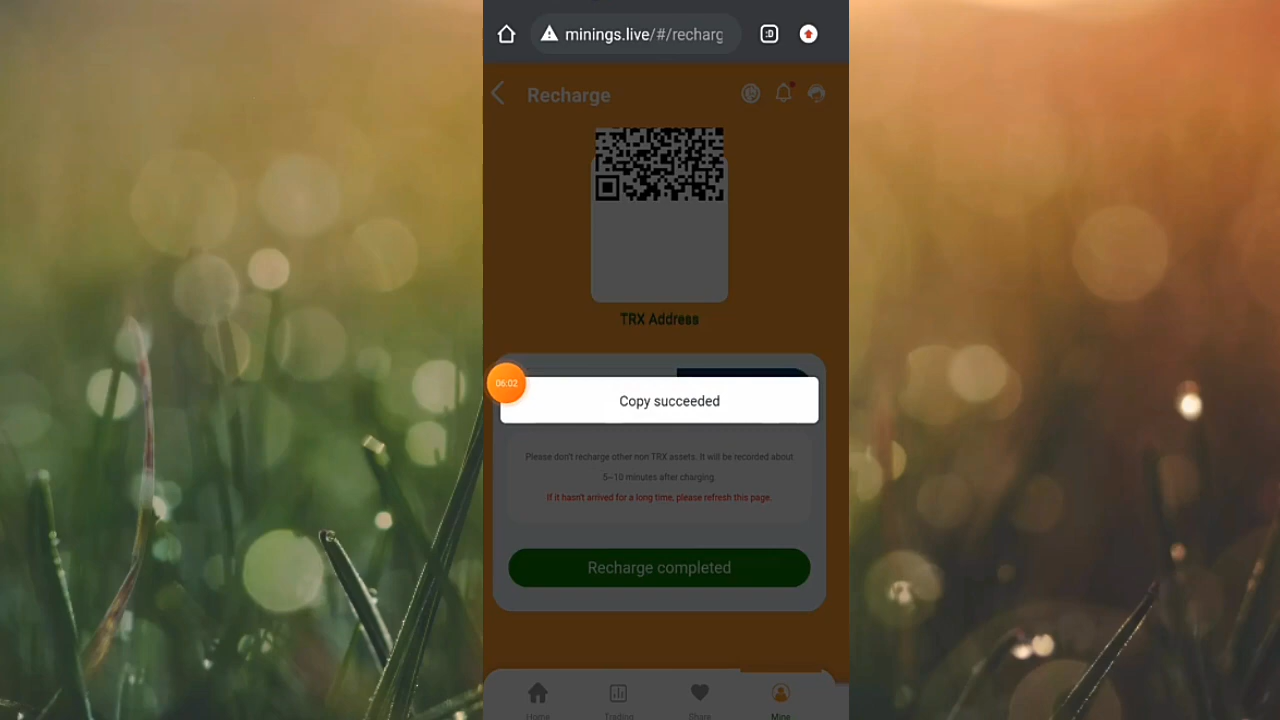 minings.live/#/recharg
:D
Recharge
TRX Address
06:02
Copy succeeded
Please don't recharge other non TRX assets. It will be recorded about
5~10 minutes after charging.
If it hasn't arrived for a long time, please refresh this page.
Recharge completed
Home Trading Share Mine